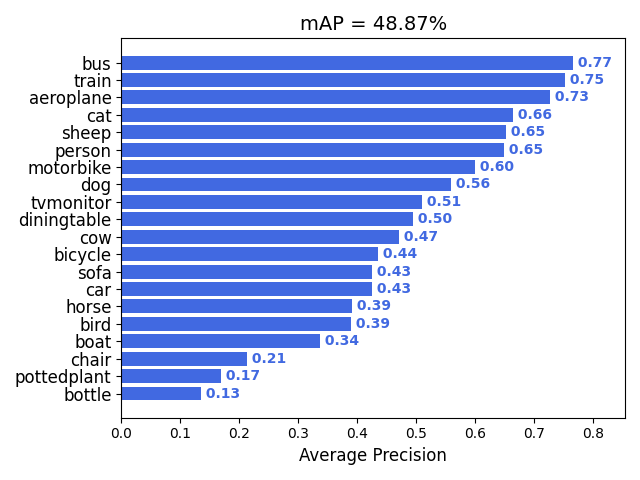 mAP = 48.87%
bus 0.77
train 0.75
aeroplane 0.73
cat 0.66
sheep 0.65
person 0.65
motorbike 0.60
dog 0.56
tvmonitor 0.51
diningtable 0.50
cow 0.47
bicycle 0.44
sofa 0.43
car 0.43
horse 0.39
bird 0.39
boat 0.34
chair 0.21
pottedplant 0.17
bottle 0.13
0.0 0.1 0.2 0.3 0.4 0.5 0.6 0.7 0.8
Average Precision